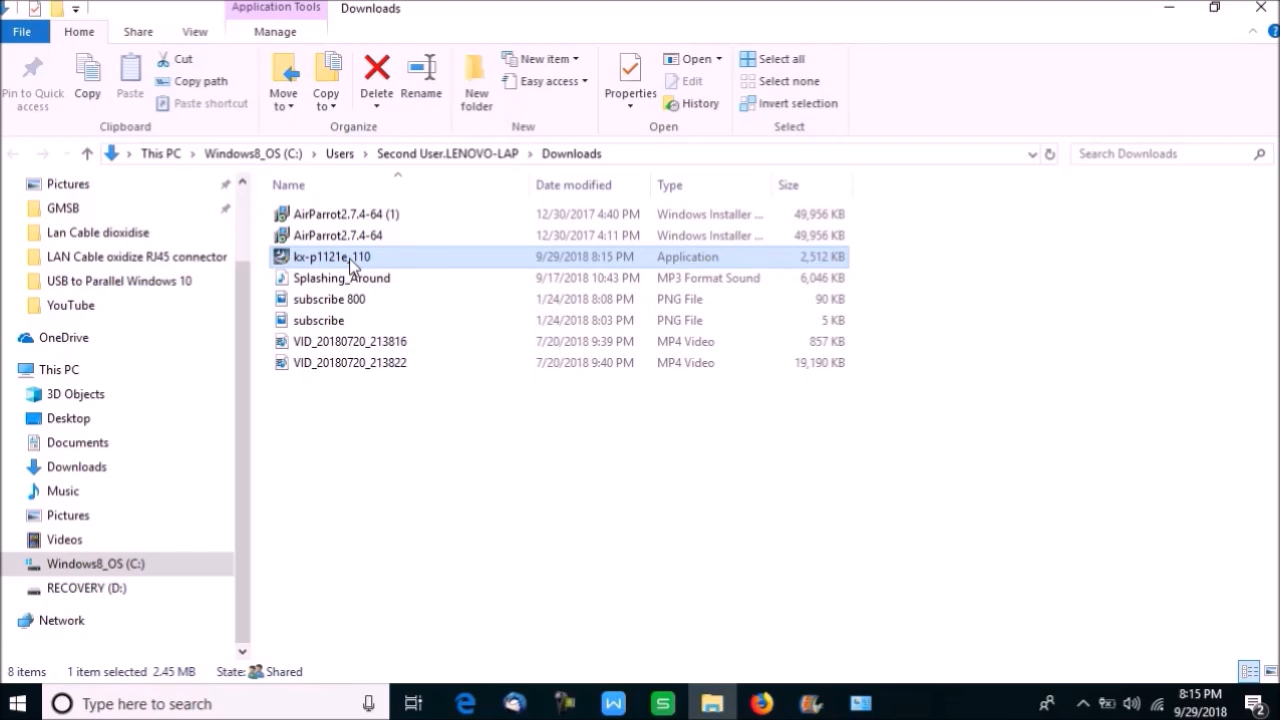 Application Tools
Downloads
File
Home
Share
View
Manage
Pin to Quick
access
Copy
Paste
Cut
Copy path
Paste shortcut
Clipboard
Move
to
Copy
to
Delete
Rename
Organize
New
folder
New item
Easy access
New
Properties
Open
Edit
History
Open
Select all
Select none
Invert selection
Select
This PC
Windows8_OS (C:)
Users
Second User.LENOVO-LAP
Downloads
Search Downloads
Pictures
GMSB
Lan Cable dioxidise
LAN Cable oxidize RJ45 connector
USB to Parallel Windows 10
YouTube
OneDrive
This PC
3D Objects
Desktop
Documents
Downloads
Music
Pictures
Videos
Windows8_OS (C:)
RECOVERY (D:)
Network
Name Date modified Type Size
AirParrot2.7.4-64 (1) 12/30/2017 4:40 PM Windows Installer ... 49,956 KB
AirParrot2.7.4-64 12/30/2017 4:11 PM Windows Installer ... 49,956 KB
kx-p1121e_110 9/29/2018 8:15 PM Application 2,512 KB
Splashing_Around 9/17/2018 10:43 PM MP3 Format Sound 6,046 KB
subscribe 800 1/24/2018 8:08 PM PNG File 90 KB
subscribe 1/24/2018 8:03 PM PNG File 5 KB
VID_20180720_213816 7/20/2018 9:39 PM MP4 Video 857 KB
VID_20180720_213822 7/20/2018 9:40 PM MP4 Video 19,190 KB
8 items 1 item selected 2.45 MB State: Shared
Type here to search
8:15 PM
9/29/2018
2